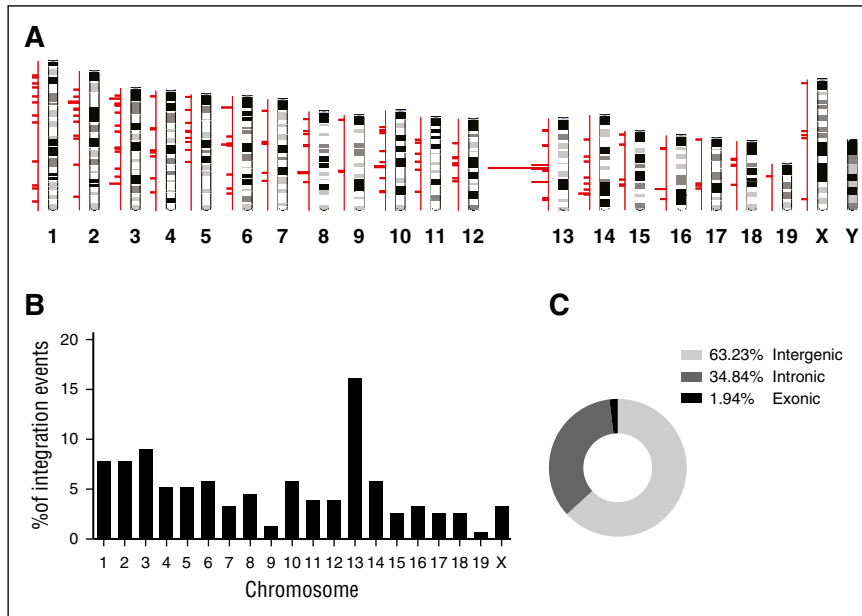 A
1 2 3 4 5 6 7 8 9 10 11 12 13 14 15 16 17 18 19 X Y
B
%of integration events
20
15
10
5
0
1 2 3 4 5 6 7 8 9 10 11 12 13 14 15 16 17 18 19 X
Chromosome
C
63.23% Intergenic
34.84% Intronic
1.94% Exonic